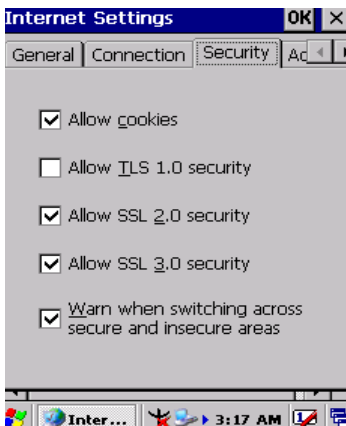 Internet Settings OK ×
General Connection Security Ad
Allow cookies
Allow TLS 1.0 security
Allow SSL 2.0 security
Allow SSL 3.0 security
Warn when switching across
secure and insecure areas
Inter... 3:17 AM